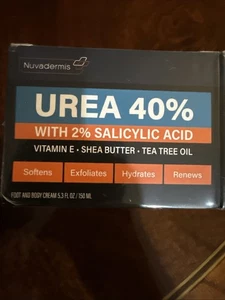 Nuvadermis
UREA 40%
WITH 2% SALICYLIC ACID
VITAMIN E • SHEA BUTTER • TEA TREE OIL
Softens Exfoliates Hydrates Renews
FOOT AND BODY CREAM 5.3 FL OZ / 150 ML